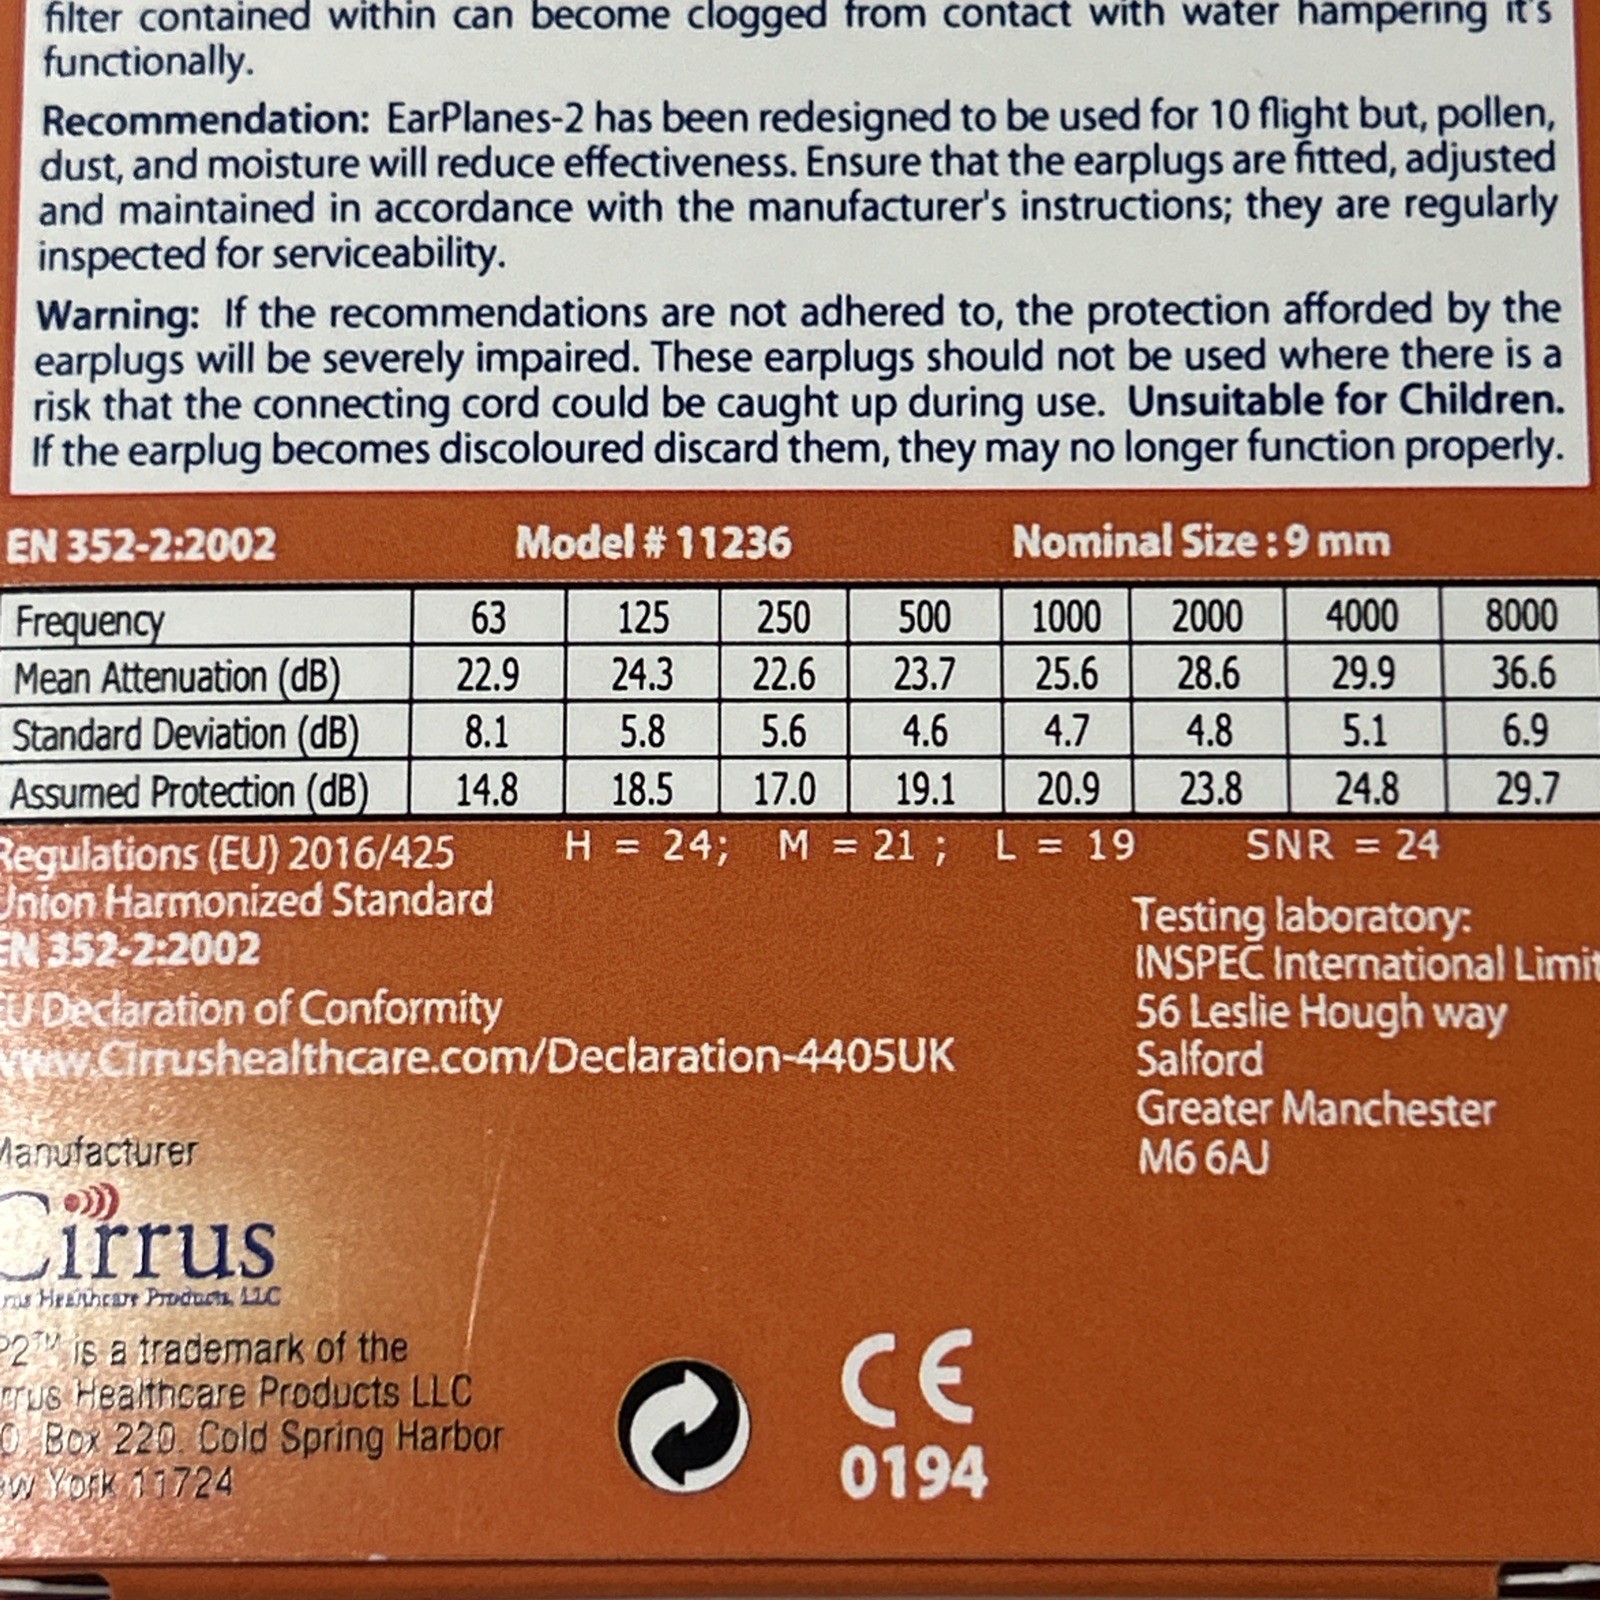 filter contained within can become clogged from contact with water hampering it's
functionally.
Recommendation: EarPlanes-2 has been redesigned to be used for 10 flight but, pollen,
dust, and moisture will reduce effectiveness. Ensure that the earplugs are fitted, adjusted
and maintained in accordance with the manufacturer's instructions; they are regularly
inspected for serviceability.
Warning: If the recommendations are not adhered to, the protection afforded by the
earplugs will be severely impaired. These earplugs should not be used where there is a
risk that the connecting cord could be caught up during use. Unsuitable for Children.
If the earplug becomes discoloured discard them, they may no longer function properly.
EN 352-2:2002 Model # 11236 Nominal Size : 9 mm
Frequency 63 125 250 500 1000 2000 4000 8000
Mean Attenuation (dB) 22.9 24.3 22.6 23.7 25.6 28.6 29.9 36.6
Standard Deviation (dB) 8.1 5.8 5.6 4.6 4.7 4.8 5.1 6.9
Assumed Protection (dB) 14.8 18.5 17.0 19.1 20.9 23.8 24.8 29.7
Regulations (EU) 2016/425 H = 24; M = 21 ; L = 19 SNR = 24
Union Harmonized Standard
EN 352-2:2002
EU Declaration of Conformity
www.Cirrushealthcare.com/Declaration-4405UK
Testing laboratory:
INSPEC International Limit
56 Leslie Hough way
Salford
Greater Manchester
M6 6AJ
Manufacturer
Cirrus
rus Healthcare Products, LLC
P2™ is a trademark of the
rrus Healthcare Products LLC
O. Box 220. Cold Spring Harbor
ew York 11724
CE
0194